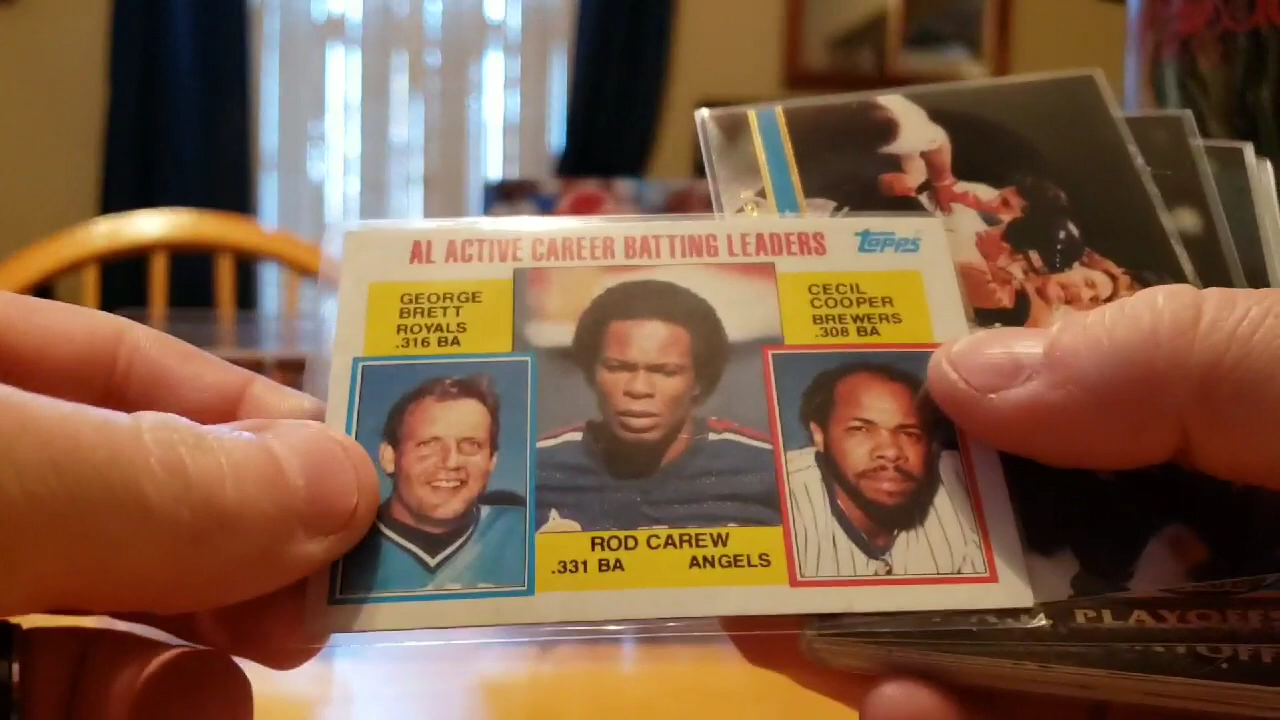 AL ACTIVE CAREER BATTING LEADERS
Topps
GEORGE
BRETT
ROYALS
.316 BA
CECIL
COOPER
BREWERS
.308 BA
ROD CAREW
.331 BA ANGELS
PLAYOFFS